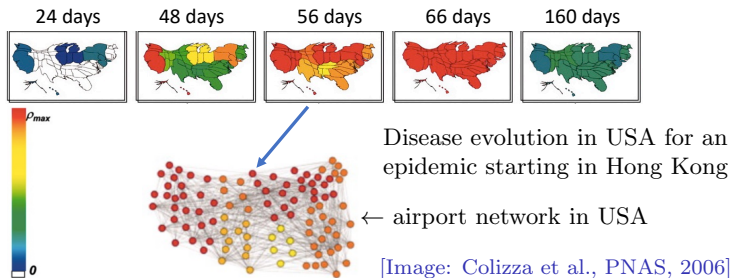 24 days 48 days 56 days 66 days 160 days
ρmax
0
Disease evolution in USA for an
epidemic starting in Hong Kong
← airport network in USA
[Image: Colizza et al., PNAS, 2006]